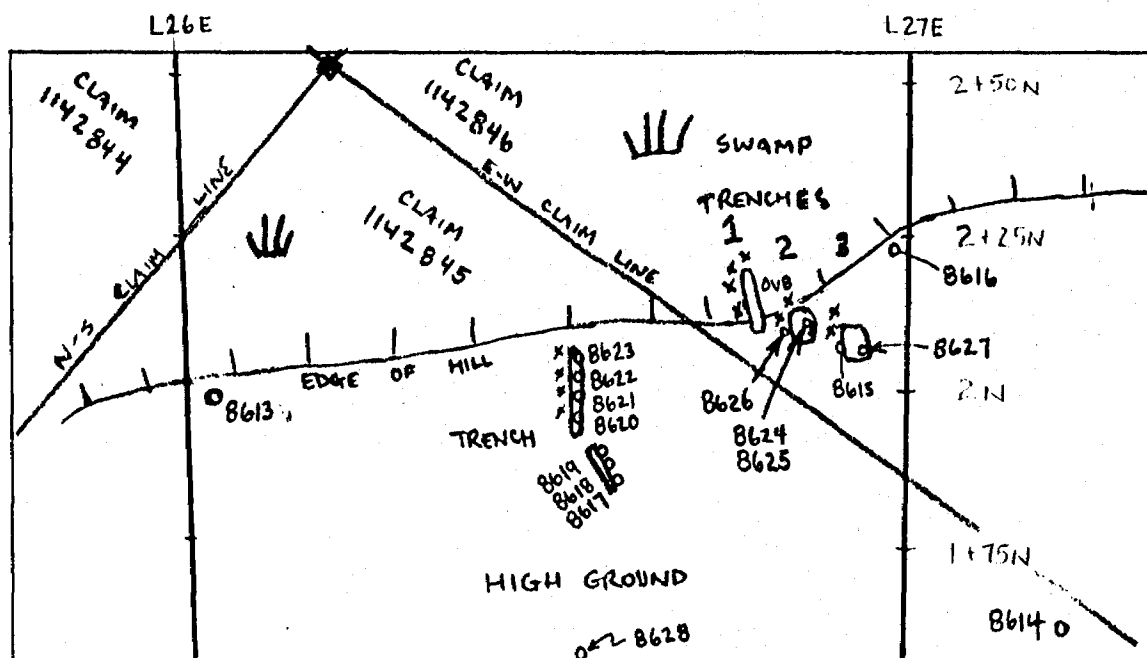 L26E
L27E
CLAIM
1142844
CLAIM
1142846
2+50N
SWAMP
N-S CLAIM LINE
E-W CLAIM LINE
CLAIM
1142845
TRENCHES
1
2
3
OVB
2+25N
8616
EDGE OF HILL
8623
8622
8621
8620
8627
8615
2N
8613
8626
8624
8625
TRENCH
8619
8618
8617
1+75N
HIGH GROUND
8614
8628